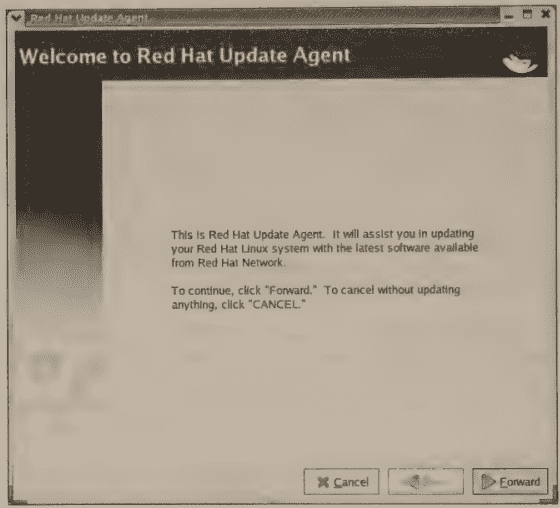 Red Hat Update Agent
Welcome to Red Hat Update Agent
This is Red Hat Update Agent. It will assist you in updating
your Red Hat Linux system with the latest software available
from Red Hat Network.
To continue, click "Forward." To cancel without updating
anything, click "CANCEL."
Cancel
Forward